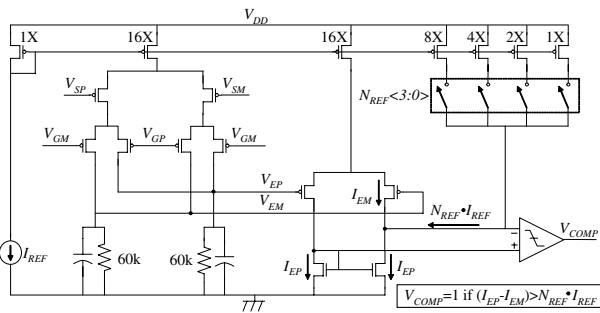 V_DD
1X
16X
16X
8X
4X
2X
1X
V_SP
V_SM
N_REF<3:0>
V_GM
V_GP
V_GM
V_EP
V_EM
I_EM
N_REF•I_REF
V_COMP
−
+
I_REF
60k
60k
I_EP
I_EP
V_COMP=1 if (I_EP-I_EM)>N_REF•I_REF